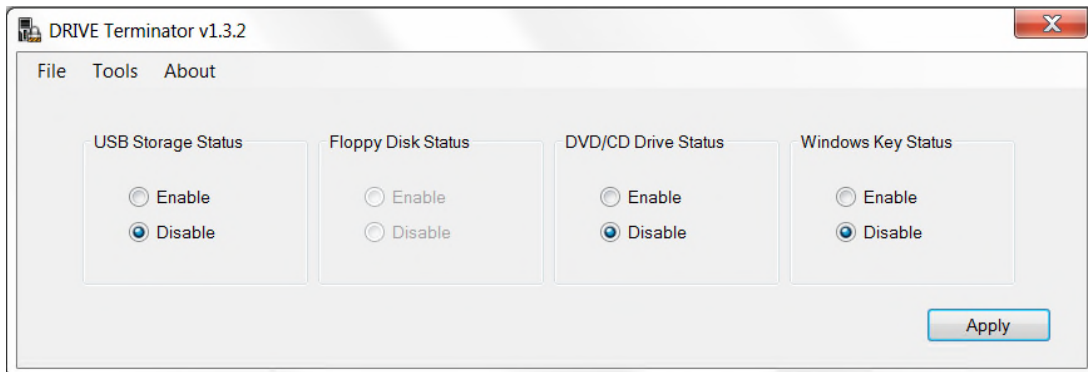 DRIVE Terminator v1.3.2
File Tools About
USB Storage Status Floppy Disk Status DVD/CD Drive Status Windows Key Status
Enable Enable Enable Enable
Disable Disable Disable Disable
Apply